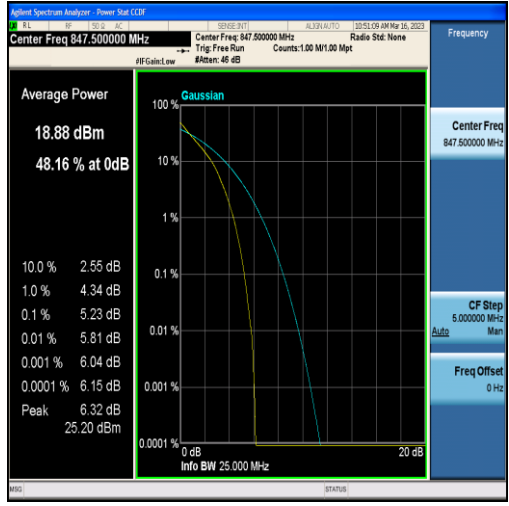 Agilent Spectrum Analyzer - Power Stat CCDF
RL RF 50 Ω AC SENSE:INT ALIGN AUTO 10:51:09 AM Mar 16, 2023
Center Freq 847.500000 MHz
Center Freq: 847.500000 MHz
Radio Std: None
Trig: Free Run
Counts:1.00 M/1.00 Mpt
#IFGain:Low
#Atten: 46 dB
Frequency
Average Power
18.88 dBm
48.16 % at 0dB
10.0 % 2.55 dB
1.0 % 4.34 dB
0.1 % 5.23 dB
0.01 % 5.81 dB
0.001 % 6.04 dB
0.0001 % 6.15 dB
Peak 6.32 dB
25.20 dBm
Gaussian
100 %
10 %
1 %
0.1 %
0.01 %
0.001 %
0.0001 %
0 dB
20 dB
Info BW 25.000 MHz
Center Freq
847.500000 MHz
CF Step
5.000000 MHz
Auto Man
Freq Offset
0 Hz
MSG
STATUS